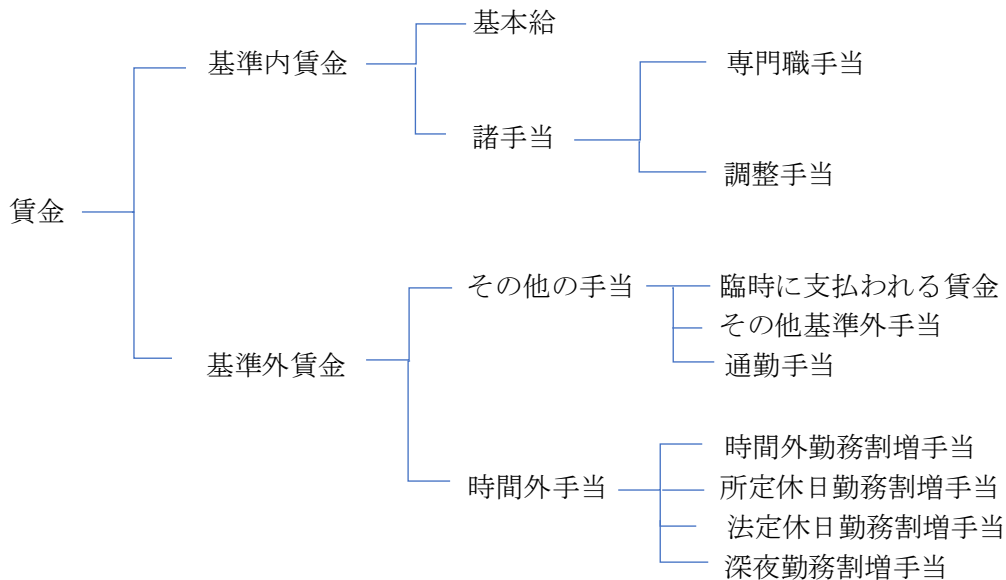 基本給
基準内賃金
専門職手当
諸手当
調整手当
賃金
その他の手当
臨時に支払われる賃金
その他基準外手当
基準外賃金
通勤手当
時間外勤務割増手当
時間外手当
所定休日勤務割増手当
法定休日勤務割増手当
深夜勤務割増手当